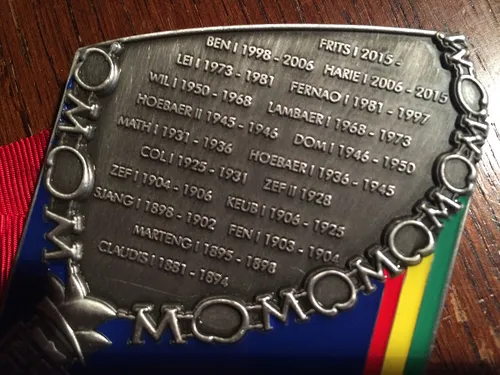 BEN I 1998 - 2006 FRITS I 2015 -
LEI I 1973 - 1981 HARIE I 2006 - 2015
WIL I 1950 - 1968 FERNAO I 1981 - 1997
HOEBAER II 1945 - 1946 LAMBAER I 1968 - 1973
MATH I 1931 - 1936 DOM I 1946 - 1950
COL I 1925 - 1931 HOEBAER I 1936 - 1945
ZEF I 1904 - 1906 ZEF II 1928
SJANG I 1898 - 1902 KEUB I 1906 - 1925
MARTENG I 1895 - 1898 FEN I 1903 - 1904
CLAUDIS I 1881 - 1894
OMOM
MOMOMOMOMOM